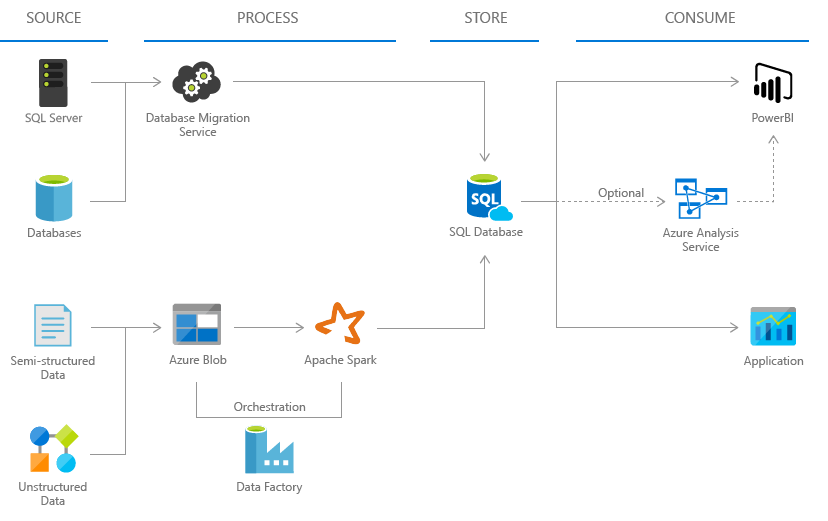 SOURCE
PROCESS
STORE
CONSUME
SQL Server
Database Migration
Service
PowerBI
Databases
SQL
SQL Database
Optional
Azure Analysis
Service
Semi-structured
Data
Azure Blob
Apache Spark
Application
Orchestration
Unstructured
Data
Data Factory